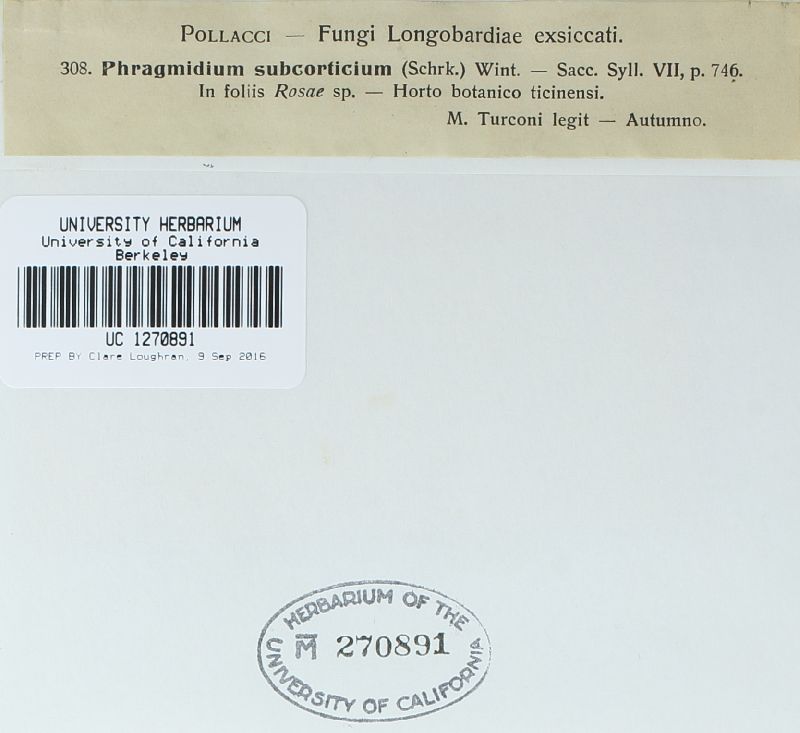 POLLACCI — Fungi Longobardiae exsiccati.
308. Phragmidium subcorticium (Schrk.) Wint. — Sacc. Syll. VII, p. 746.
In foliis Rosae sp. — Horto botanico ticinensi.
M. Turconi legit — Autumno.
UNIVERSITY HERBARIUM
University of California
Berkeley
UC 1270891
PREP BY Clare Loughran, 9 Sep 2016
HERBARIUM OF THE
M̅ 270891
UNIVERSITY OF CALIFORNIA